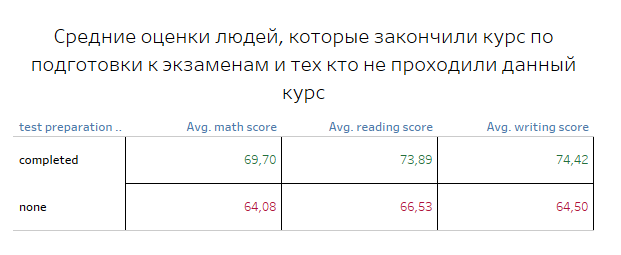 Средние оценки людей, которые закончили курс по
подготовки к экзаменам и тех кто не проходили данный
курс
test preparation .. Avg. math score Avg. reading score Avg. writing score
completed 69,70 73,89 74,42
none 64,08 66,53 64,50